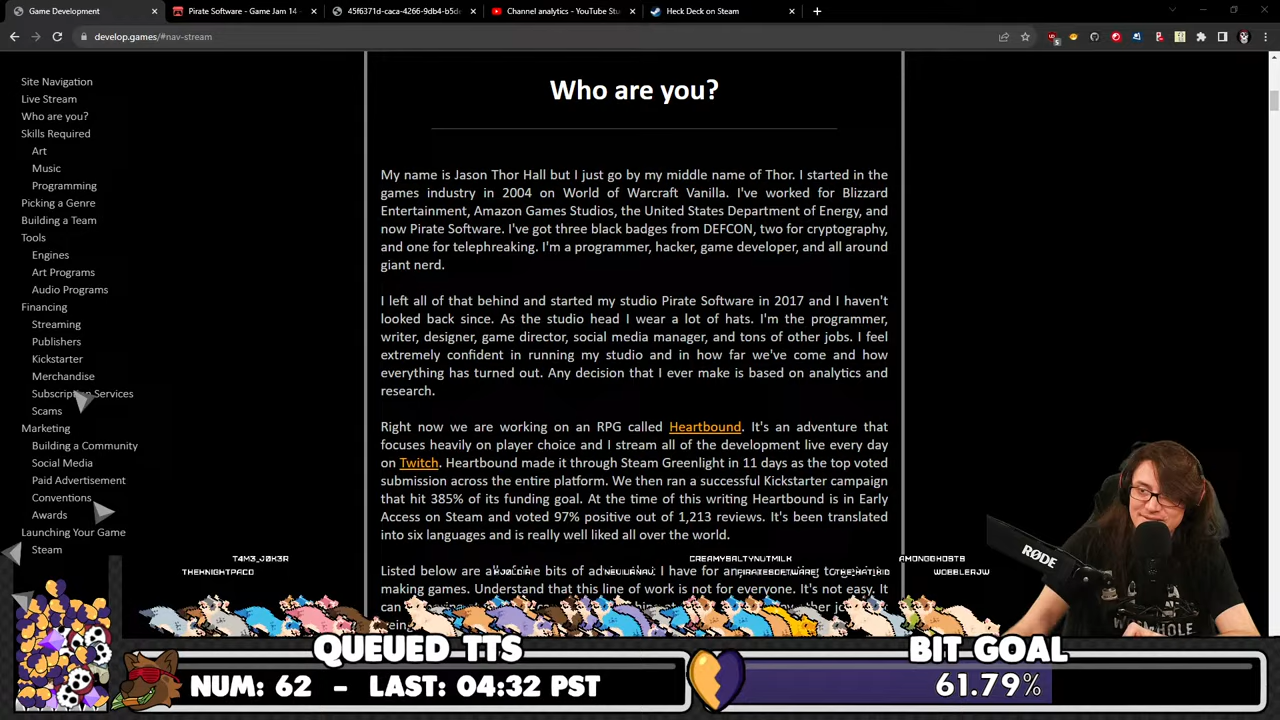 Game Development
Pirate Software - Game Jam 14 -
45f6371d-caca-4266-9db4-b5de
Channel analytics - YouTube Stu
Heck Deck on Steam
develop.games/#nav-stream
Site Navigation
Live Stream
Who are you?
Skills Required
Art
Music
Programming
Picking a Genre
Building a Team
Tools
Engines
Art Programs
Audio Programs
Financing
Streaming
Publishers
Kickstarter
Merchandise
Subscription Services
Scams
Marketing
Building a Community
Social Media
Paid Advertisement
Conventions
Awards
Launching Your Game
Steam
Who are you?
My name is Jason Thor Hall but I just go by my middle name of Thor. I started in the
games industry in 2004 on World of Warcraft Vanilla. I've worked for Blizzard
Entertainment, Amazon Games Studios, the United States Department of Energy, and
now Pirate Software. I've got three black badges from DEFCON, two for cryptography,
and one for telephreaking. I'm a programmer, hacker, game developer, and all around
giant nerd.
I left all of that behind and started my studio Pirate Software in 2017 and I haven't
looked back since. As the studio head I wear a lot of hats. I'm the programmer,
writer, designer, game director, social media manager, and tons of other jobs. I feel
extremely confident in running my studio and in how far we've come and how
everything has turned out. Any decision that I ever make is based on analytics and
research.
Right now we are working on an RPG called Heartbound. It's an adventure that
focuses heavily on player choice and I stream all of the development live every day
on Twitch. Heartbound made it through Steam Greenlight in 11 days as the top voted
submission across the entire platform. We then ran a successful Kickstarter campaign
that hit 385% of its funding goal. At the time of this writing Heartbound is in Early
Access on Steam and voted 97% positive out of 1,213 reviews. It's been translated
into six languages and is really well liked all over the world.
Listed below are all bits of I have for
making games. Understand that this line of work is not for everyone. It's not easy. It
can
T4M3_J0K3R
CREAMYSALTYNUTMILK
AMONGGHOSTS
THEKNIGHTPACO
WOBBLERJW
RØDE
QUEUED TTS
NUM: 62 - LAST: 04:32 PST
BIT GOAL
61.79%